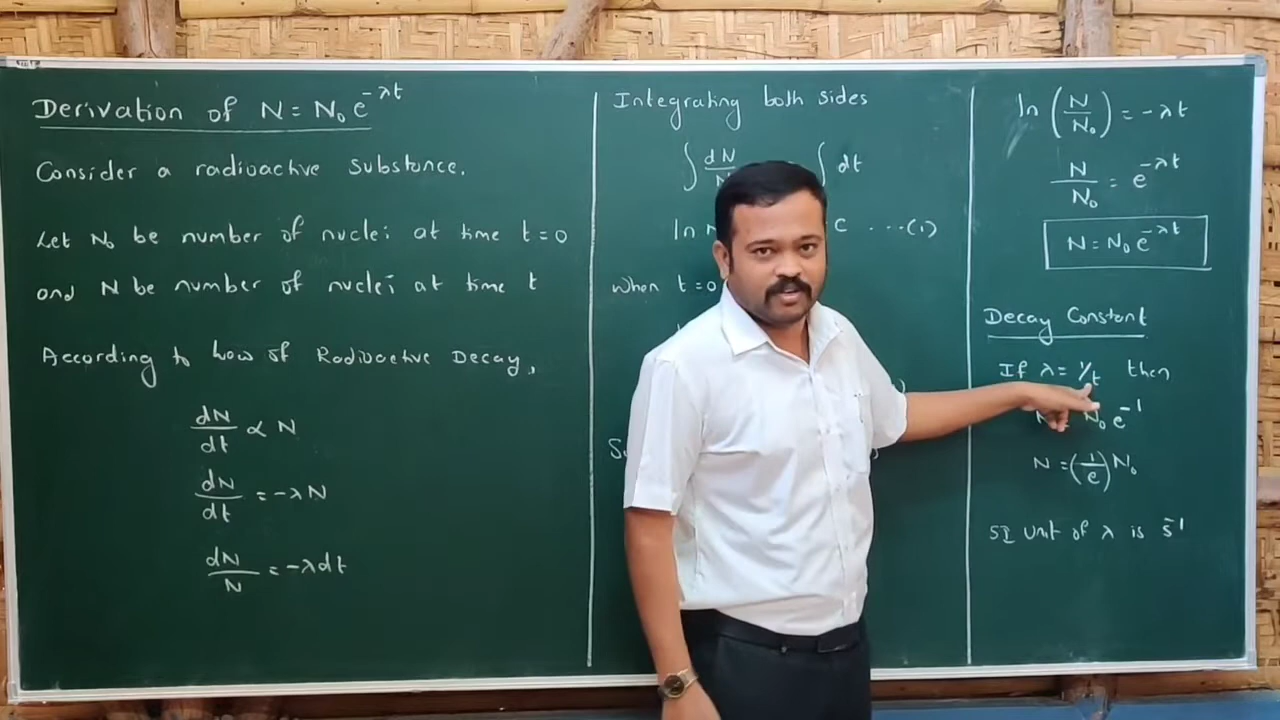 Derivation of N = N₀ e^{-λt}
Consider a radioactive substance.
Let N₀ be number of nuclei at time t=0
and N be number of nuclei at time t
According to Law of Radioactive Decay,
dN/dt ∝ N
dN/dt = -λN
dN/N = -λdt
Integrating both sides
∫ dN ∫ dt
ln C ...(1)
When t=0
ln (N/N₀) = -λt
N/N₀ = e^{-λt}
N = N₀ e^{-λt}
Decay Constant
If λ = 1/t then
N₀ e^{-1}
N = (1/e) N₀
SI unit of λ is s^{-1}